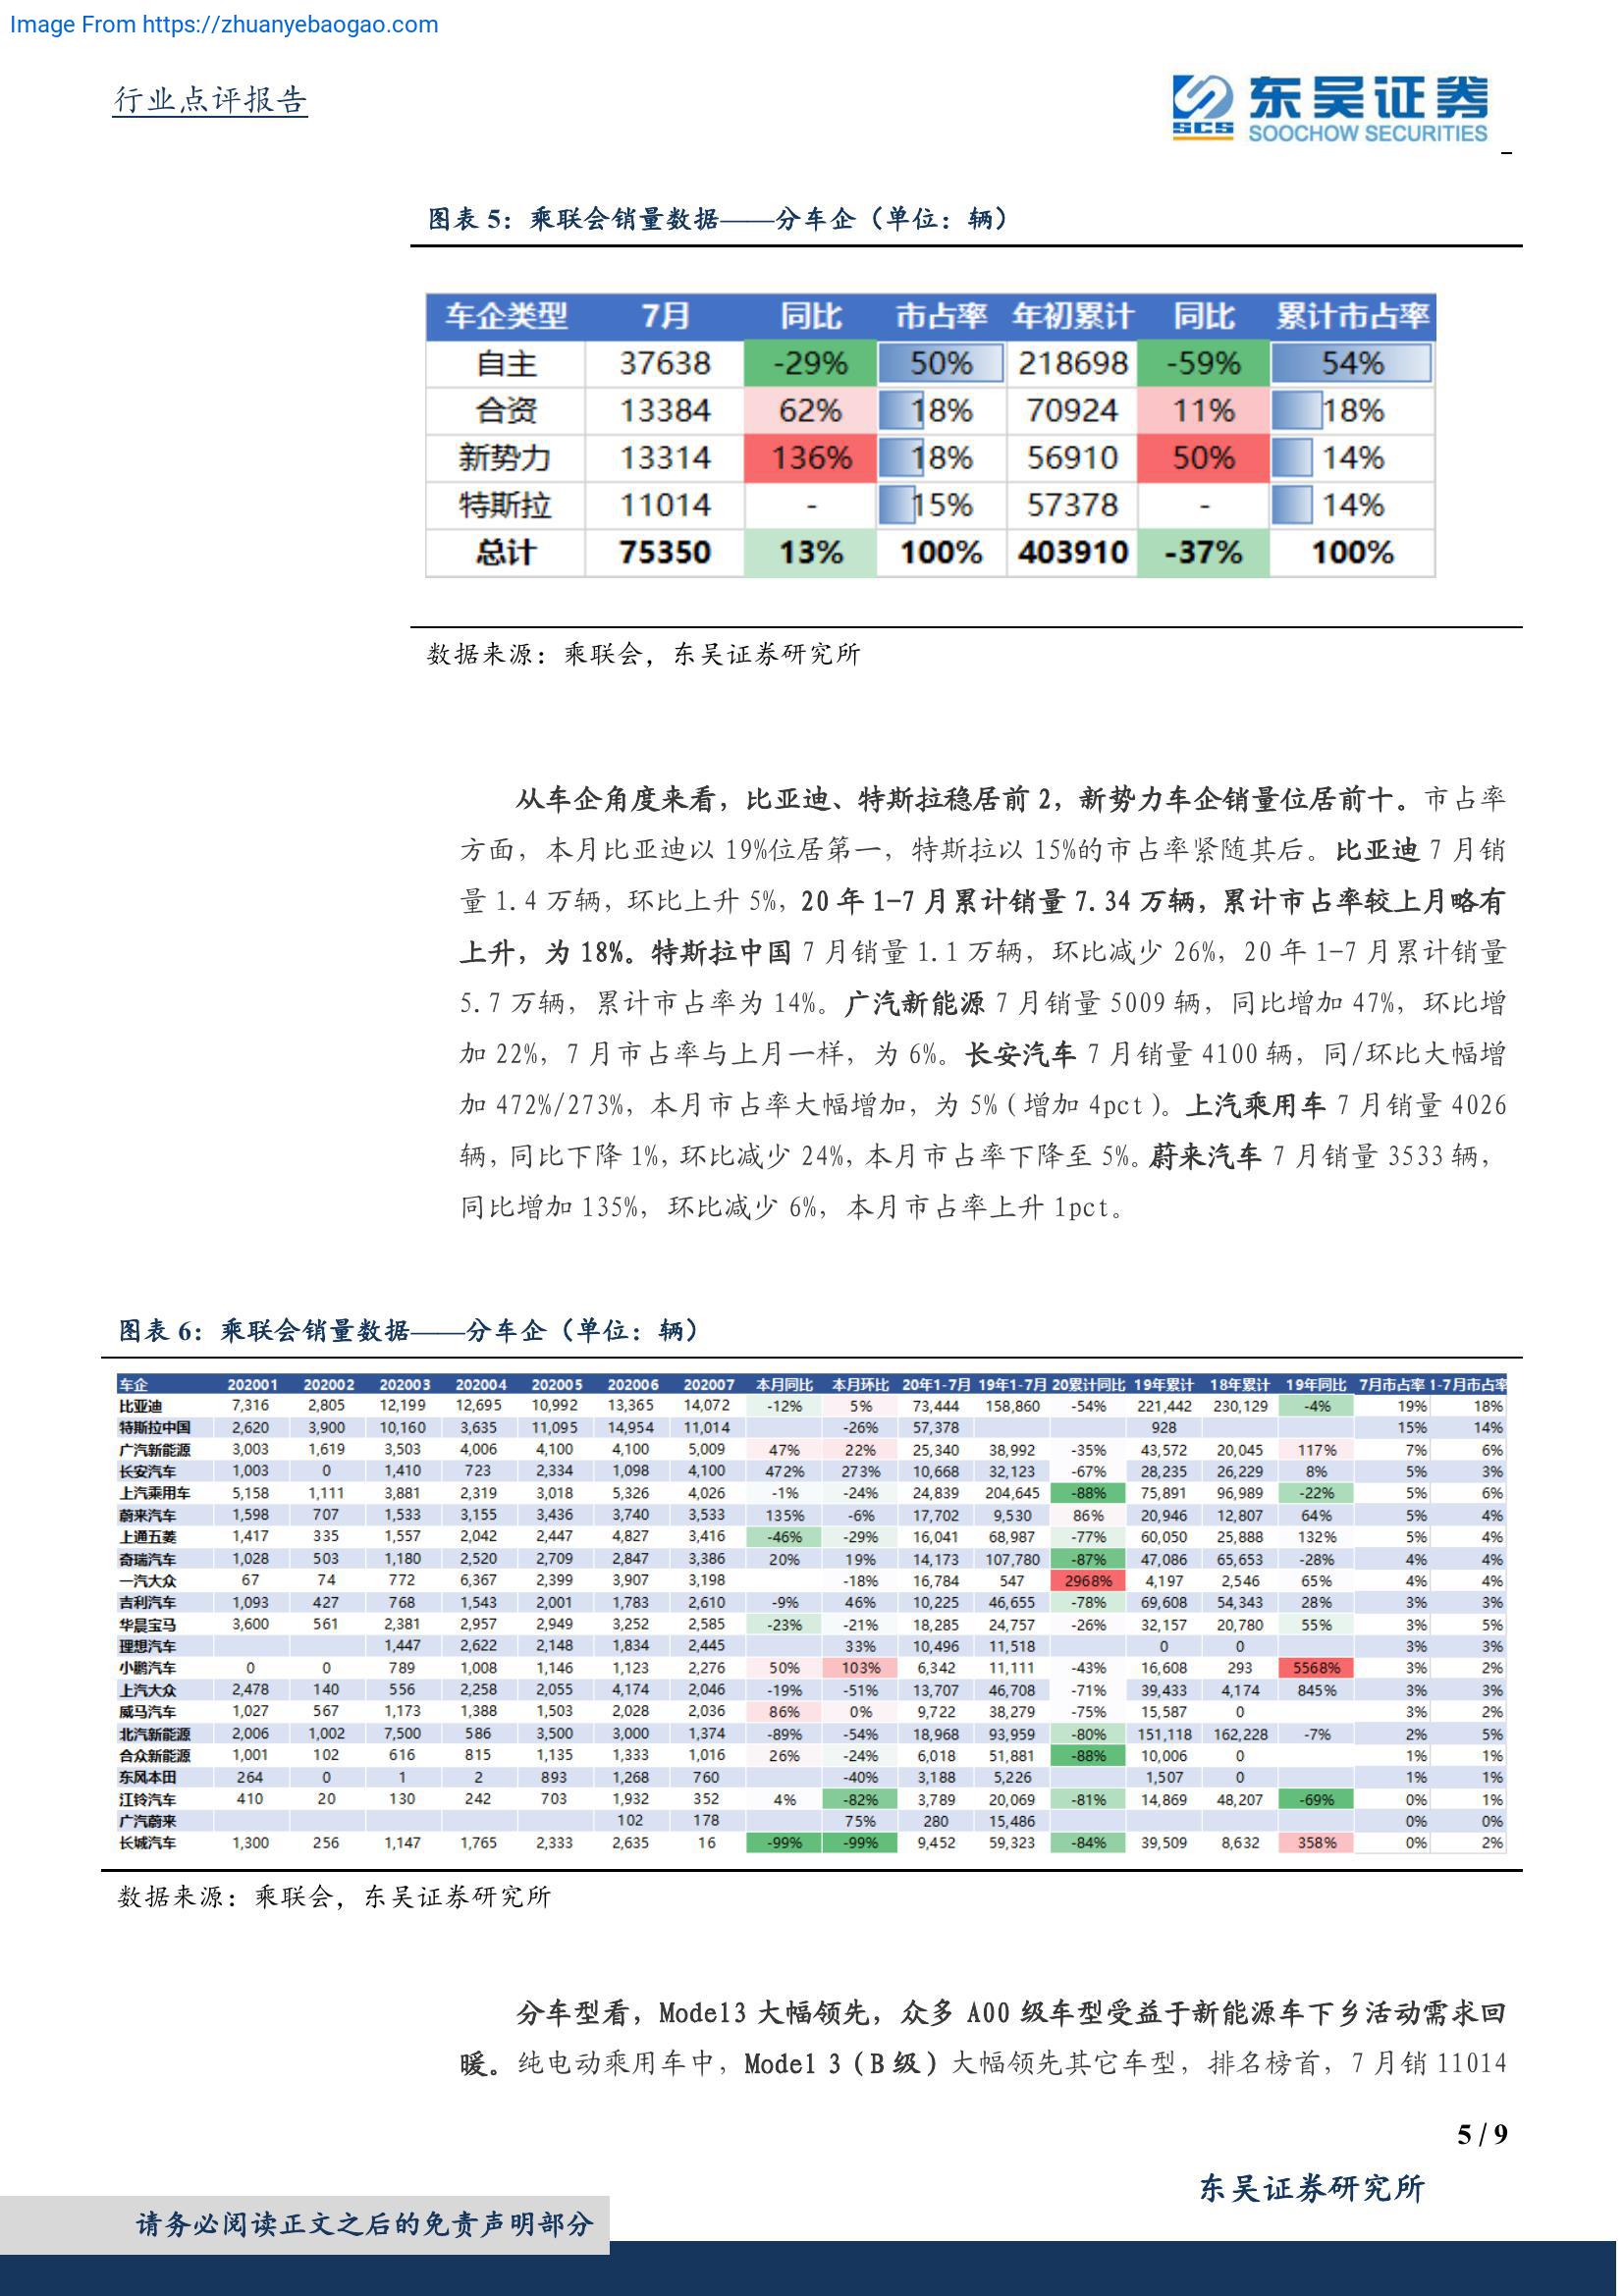 Image From https://zhuanyebaogao.com
行业点评报告
SCS 东吴证券
SOOCHOW SECURITIES
图表 5：乘联会销量数据——分车企（单位：辆）
车企类型 7月 同比 市占率 年初累计 同比 累计市占率
自主 37638 -29% 50% 218698 -59% 54%
合资 13384 62% 18% 70924 11% 18%
新势力 13314 136% 18% 56910 50% 14%
特斯拉 11014 - 15% 57378 - 14%
总计 75350 13% 100% 403910 -37% 100%
数据来源：乘联会，东吴证券研究所
从车企角度来看，比亚迪、特斯拉稳居前 2，新势力车企销量位居前十。市占率
方面，本月比亚迪以 19%位居第一，特斯拉以 15%的市占率紧随其后。比亚迪 7 月销
量 1.4 万辆，环比上升 5%，20 年 1-7 月累计销量 7.34 万辆，累计市占率较上月略有
上升，为 18%。特斯拉中国 7 月销量 1.1 万辆，环比减少 26%，20 年 1-7 月累计销量
5.7 万辆，累计市占率为 14%。广汽新能源 7 月销量 5009 辆，同比增加 47%，环比增
加 22%，7 月市占率与上月一样，为 6%。长安汽车 7 月销量 4100 辆，同/环比大幅增
加 472%/273%，本月市占率大幅增加，为 5%（增加 4pct）。上汽乘用车 7 月销量 4026
辆，同比下降 1%，环比减少 24%，本月市占率下降至 5%。蔚来汽车 7 月销量 3533 辆，
同比增加 135%，环比减少 6%，本月市占率上升 1pct。
图表 6：乘联会销量数据——分车企（单位：辆）
车企 202001 202002 202003 202004 202005 202006 202007 本月同比 本月环比 20年1-7月 19年1-7月 20累计同比 19年累计 18年累计 19年同比 7月市占率 1-7月市占率
比亚迪 7,316 2,805 12,199 12,695 10,992 13,365 14,072 -12% 5% 73,444 158,860 -54% 221,442 230,129 -4% 19% 18%
特斯拉中国 2,620 3,900 10,160 3,635 11,095 14,954 11,014 -26% 57,378 928 15% 14%
广汽新能源 3,003 1,619 3,503 4,006 4,100 4,100 5,009 47% 22% 25,340 38,992 -35% 43,572 20,045 117% 7% 6%
长安汽车 1,003 0 1,410 723 2,334 1,098 4,100 472% 273% 10,668 32,123 -67% 28,235 26,229 8% 5% 3%
上汽乘用车 5,158 1,111 3,881 2,319 3,018 5,326 4,026 -1% -24% 24,839 204,645 -88% 75,891 96,989 -22% 5% 6%
蔚来汽车 1,598 707 1,533 3,155 3,436 3,740 3,533 135% -6% 17,702 9,530 86% 20,946 12,807 64% 5% 4%
上通五菱 1,417 335 1,557 2,042 2,447 4,827 3,416 -46% -29% 16,041 68,987 -77% 60,050 25,888 132% 5% 4%
奇瑞汽车 1,028 503 1,180 2,520 2,709 2,847 3,386 20% 19% 14,173 107,780 -87% 47,086 65,653 -28% 4% 4%
一汽大众 67 74 772 6,367 2,399 3,907 3,198 -18% 16,784 547 2968% 4,197 2,546 65% 4% 4%
吉利汽车 1,093 427 768 1,543 2,001 1,783 2,610 -9% 46% 10,225 46,655 -78% 69,608 54,343 28% 3% 3%
华晨宝马 3,600 561 2,381 2,957 2,949 3,252 2,585 -23% -21% 18,285 24,757 -26% 32,157 20,780 55% 3% 5%
理想汽车 1,447 2,622 2,148 1,834 2,445 33% 10,496 11,518 0 0 3% 3%
小鹏汽车 0 0 789 1,008 1,146 1,123 2,276 50% 103% 6,342 11,111 -43% 16,608 293 5568% 3% 2%
上汽大众 2,478 140 556 2,258 2,055 4,174 2,046 -19% -51% 13,707 46,708 -71% 39,433 4,174 845% 3% 3%
威马汽车 1,027 567 1,173 1,388 1,503 2,028 2,036 86% 0% 9,722 38,279 -75% 15,587 0 3% 2%
北汽新能源 2,006 1,002 7,500 586 3,500 3,000 1,374 -89% -54% 18,968 93,959 -80% 151,118 162,228 -7% 2% 5%
合众新能源 1,001 102 616 815 1,135 1,333 1,016 26% -24% 6,018 51,881 -88% 10,006 0 1% 1%
东风本田 264 0 1 2 893 1,268 760 -40% 3,188 5,226 1,507 0 1% 1%
江铃汽车 410 20 130 242 703 1,932 352 4% -82% 3,789 20,069 -81% 14,869 48,207 -69% 0% 1%
广汽蔚来 102 178 75% 280 15,486 0% 0%
长城汽车 1,300 256 1,147 1,765 2,333 2,635 16 -99% -99% 9,452 59,323 -84% 39,509 8,632 358% 0% 2%
数据来源：乘联会，东吴证券研究所
分车型看，Model3 大幅领先，众多 A00 级车型受益于新能源车下乡活动需求回
暖。纯电动乘用车中，Model 3（B 级）大幅领先其它车型，排名榜首，7 月销 11014
5 / 9
东吴证券研究所
请务必阅读正文之后的免责声明部分